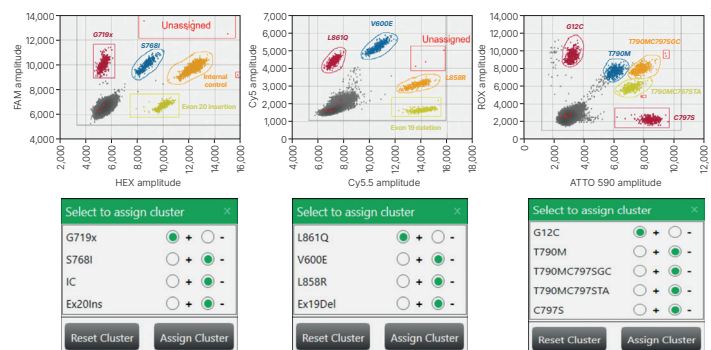 14,000
12,000
10,000
8,000
6,000
4,000
FAM amplitude
G719x
S768I
Unassigned
Internal
control
Exon 20 insertion
2,000
4,000
6,000
8,000
10,000
12,000
14,000
16,000
HEX amplitude
7,000
6,000
5,000
4,000
3,000
2,000
1,000
0
Cy5 amplitude
L861Q
V600E
Unassigned
L858R
Exon 19 deletion
4,000
6,000
8,000
10,000
12,000
14,000
16,000
18,000
Cy5.5 amplitude
14,000
12,000
10,000
8,000
6,000
4,000
2,000
0
ROX amplitude
G12C
T790MC797SGC
T790M
T790MC797STA
C797S
0
2,000
4,000
6,000
8,000
10,000
12,000
ATTO 590 amplitude
Select to assign cluster ×
G719x + -
S768I + -
IC + -
Ex20Ins + -
Reset Cluster Assign Cluster
Select to assign cluster ×
L861Q + -
V600E + -
L858R + -
Ex19Del + -
Reset Cluster Assign Cluster
Select to assign cluster ×
G12C + -
T790M + -
T790MC797SGC + -
T790MC797STA + -
C797S + -
Reset Cluster Assign Cluster